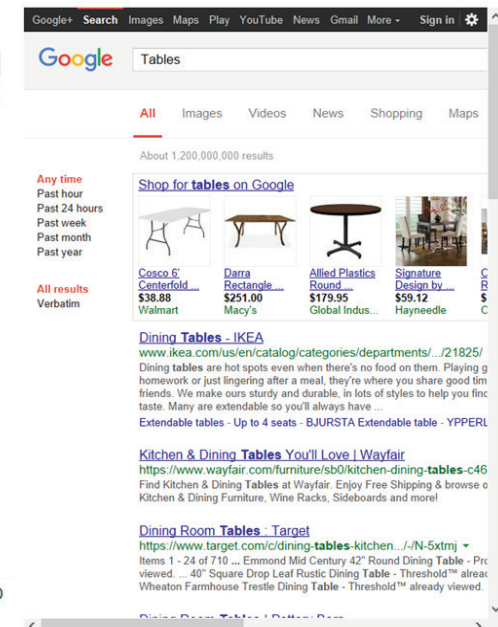 Google+ Search Images Maps Play YouTube News Gmail More Sign in
Google
Tables
All Images Videos News Shopping Maps
About 1,200,000,000 results
Any time
Past hour
Past 24 hours
Past week
Past month
Past year
All results
Verbatim
Shop for tables on Google
Cosco 6' Centerfold ...
$38.88
Walmart
Darra Rectangle ...
$251.00
Macy's
Allied Plastics Round ...
$179.95
Global Indus...
Signature Design by ...
$59.12
Hayneedle
Dining Tables - IKEA
www.ikea.com/us/en/catalog/categories/departments/.../21825/
Dining tables are hot spots even when there's no food on them. Playing g
homework or just lingering after a meal, they're where you share good tim
friends. We make ours sturdy and durable, in lots of styles to help you find
taste. Many are extendable so you'll always have ...
Extendable tables - Up to 4 seats - BJURSTA Extendable table - YPPERL
Kitchen & Dining Tables You'll Love | Wayfair
https://www.wayfair.com/furniture/sb0/kitchen-dining-tables-c46
Find Kitchen & Dining Tables at Wayfair. Enjoy Free Shipping & browse o
Kitchen & Dining Furniture, Wine Racks, Sideboards and more!
Dining Room Tables : Target
https://www.target.com/c/dining-tables-kitchen.../-/N-5xtmj
Items 1 - 24 of 710 ... Emmond Mid Century 42" Round Dining Table - Pro
viewed. ... 40" Square Drop Leaf Rustic Dining Table - Threshold™ alread
Wheaton Farmhouse Trestle Dining Table - Threshold™ already viewed.
Dining Room Tables | Pottery Barn